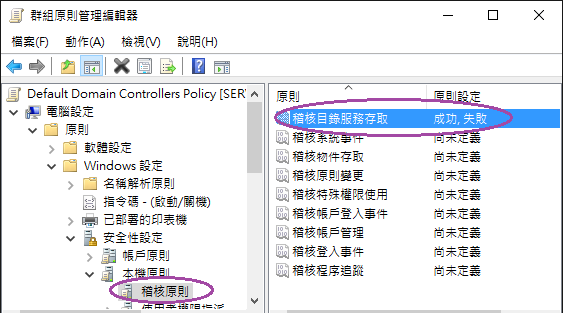 群組原則管理編輯器
檔案(F) 動作(A) 檢視(V) 說明(H)
Default Domain Controllers Policy [SER
電腦設定
原則
軟體設定
Windows 設定
名稱解析原則
指令碼 - (啟動/關機)
已部署的印表機
安全性設定
帳戶原則
本機原則
稽核原則
使用者權限指派
原則 原則設定
稽核目錄服務存取 成功, 失敗
稽核系統事件 尚未定義
稽核物件存取 尚未定義
稽核原則變更 尚未定義
稽核特殊權限使用 尚未定義
稽核帳戶登入事件 尚未定義
稽核帳戶管理 尚未定義
稽核登入事件 尚未定義
稽核程序追蹤 尚未定義